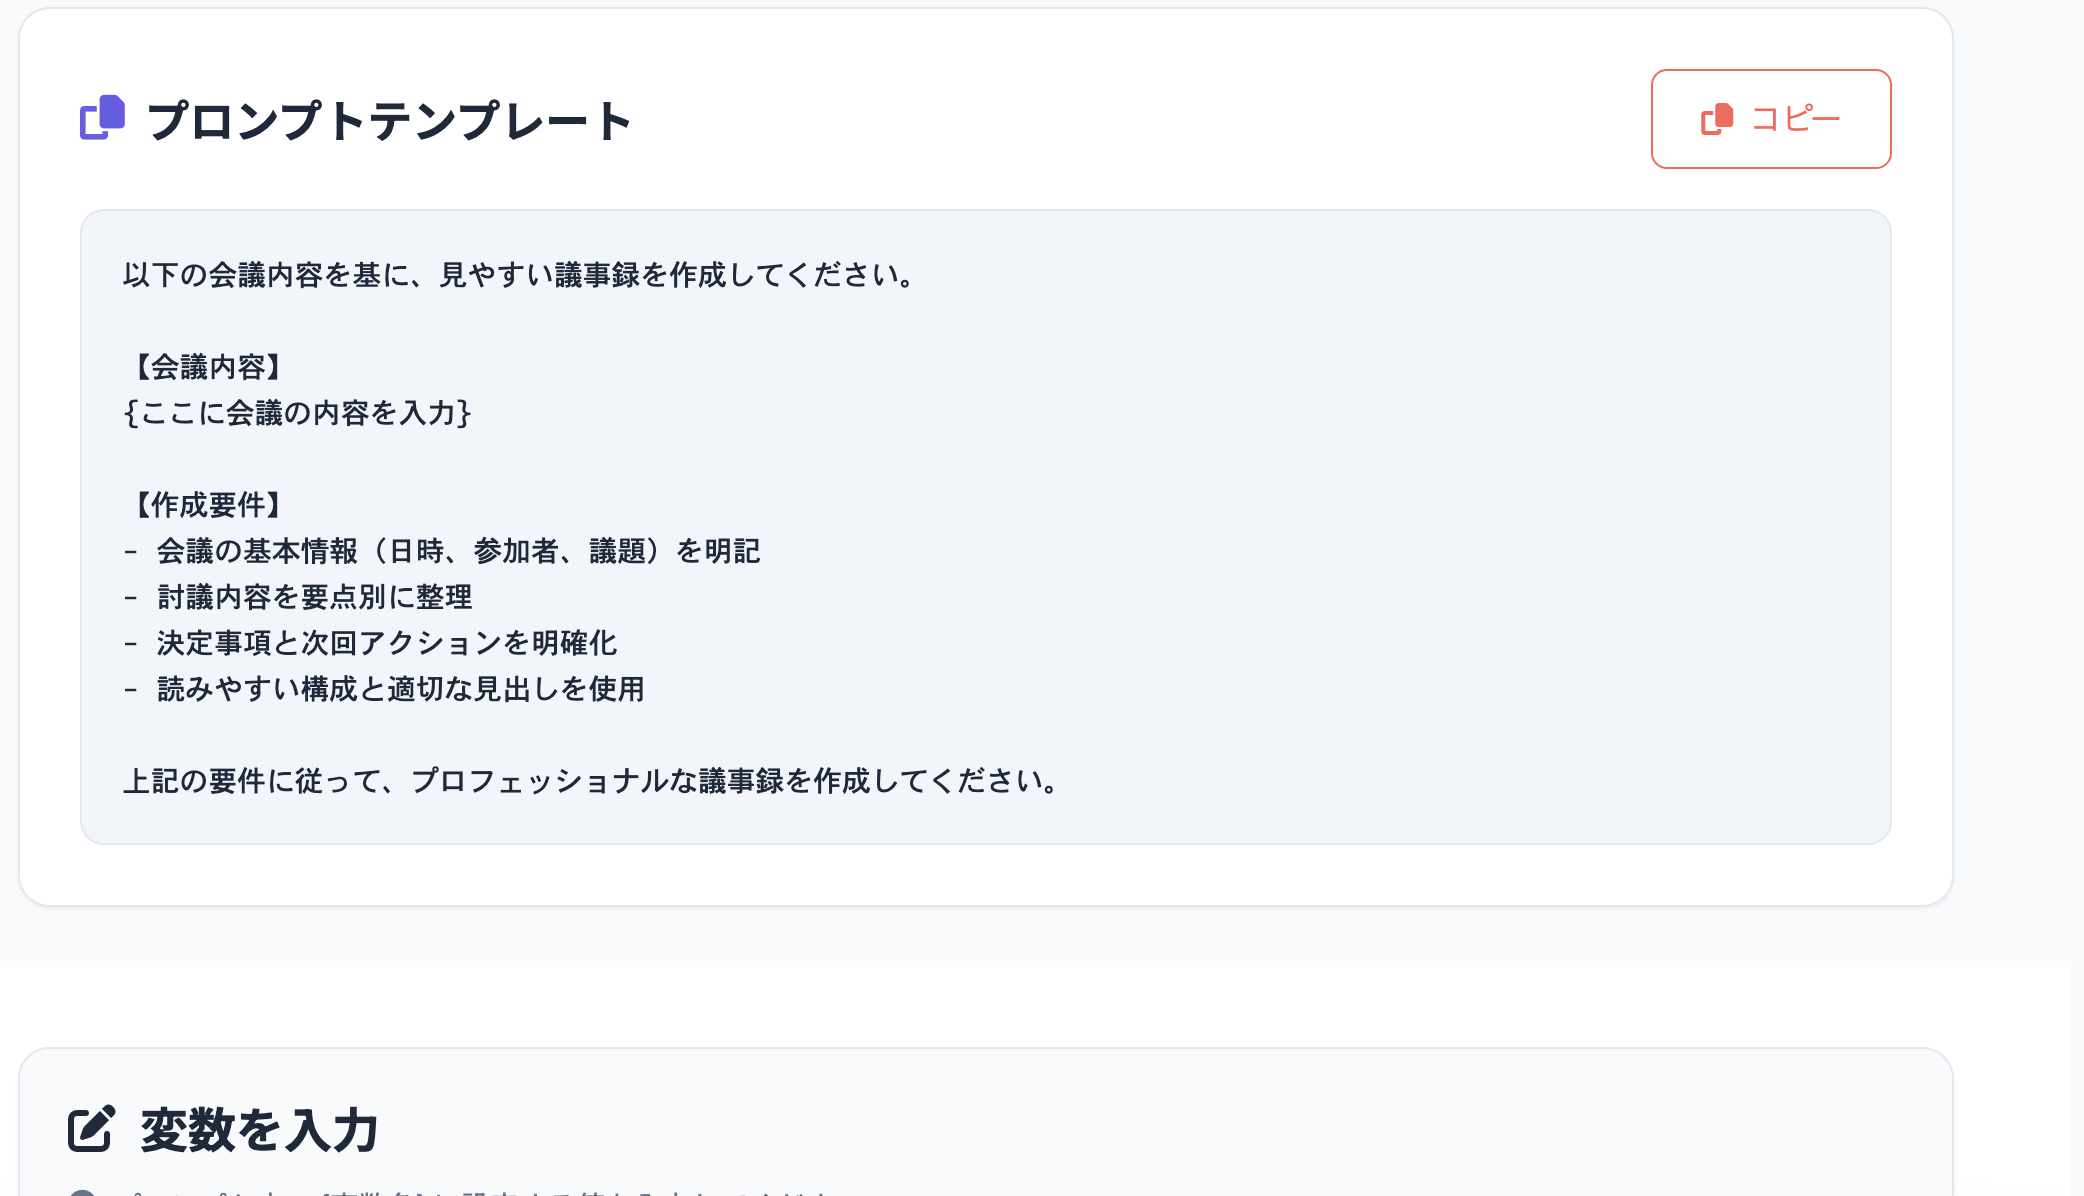 プロンプトテンプレート
コピー
以下の会議内容を基に、見やすい議事録を作成してください。
【会議内容】
{ここに会議の内容を入力}
【作成要件】
- 会議の基本情報（日時、参加者、議題）を明記
- 討議内容を要点別に整理
- 決定事項と次回アクションを明確化
- 読みやすい構成と適切な見出しを使用
上記の要件に従って、プロフェッショナルな議事録を作成してください。
変数を入力